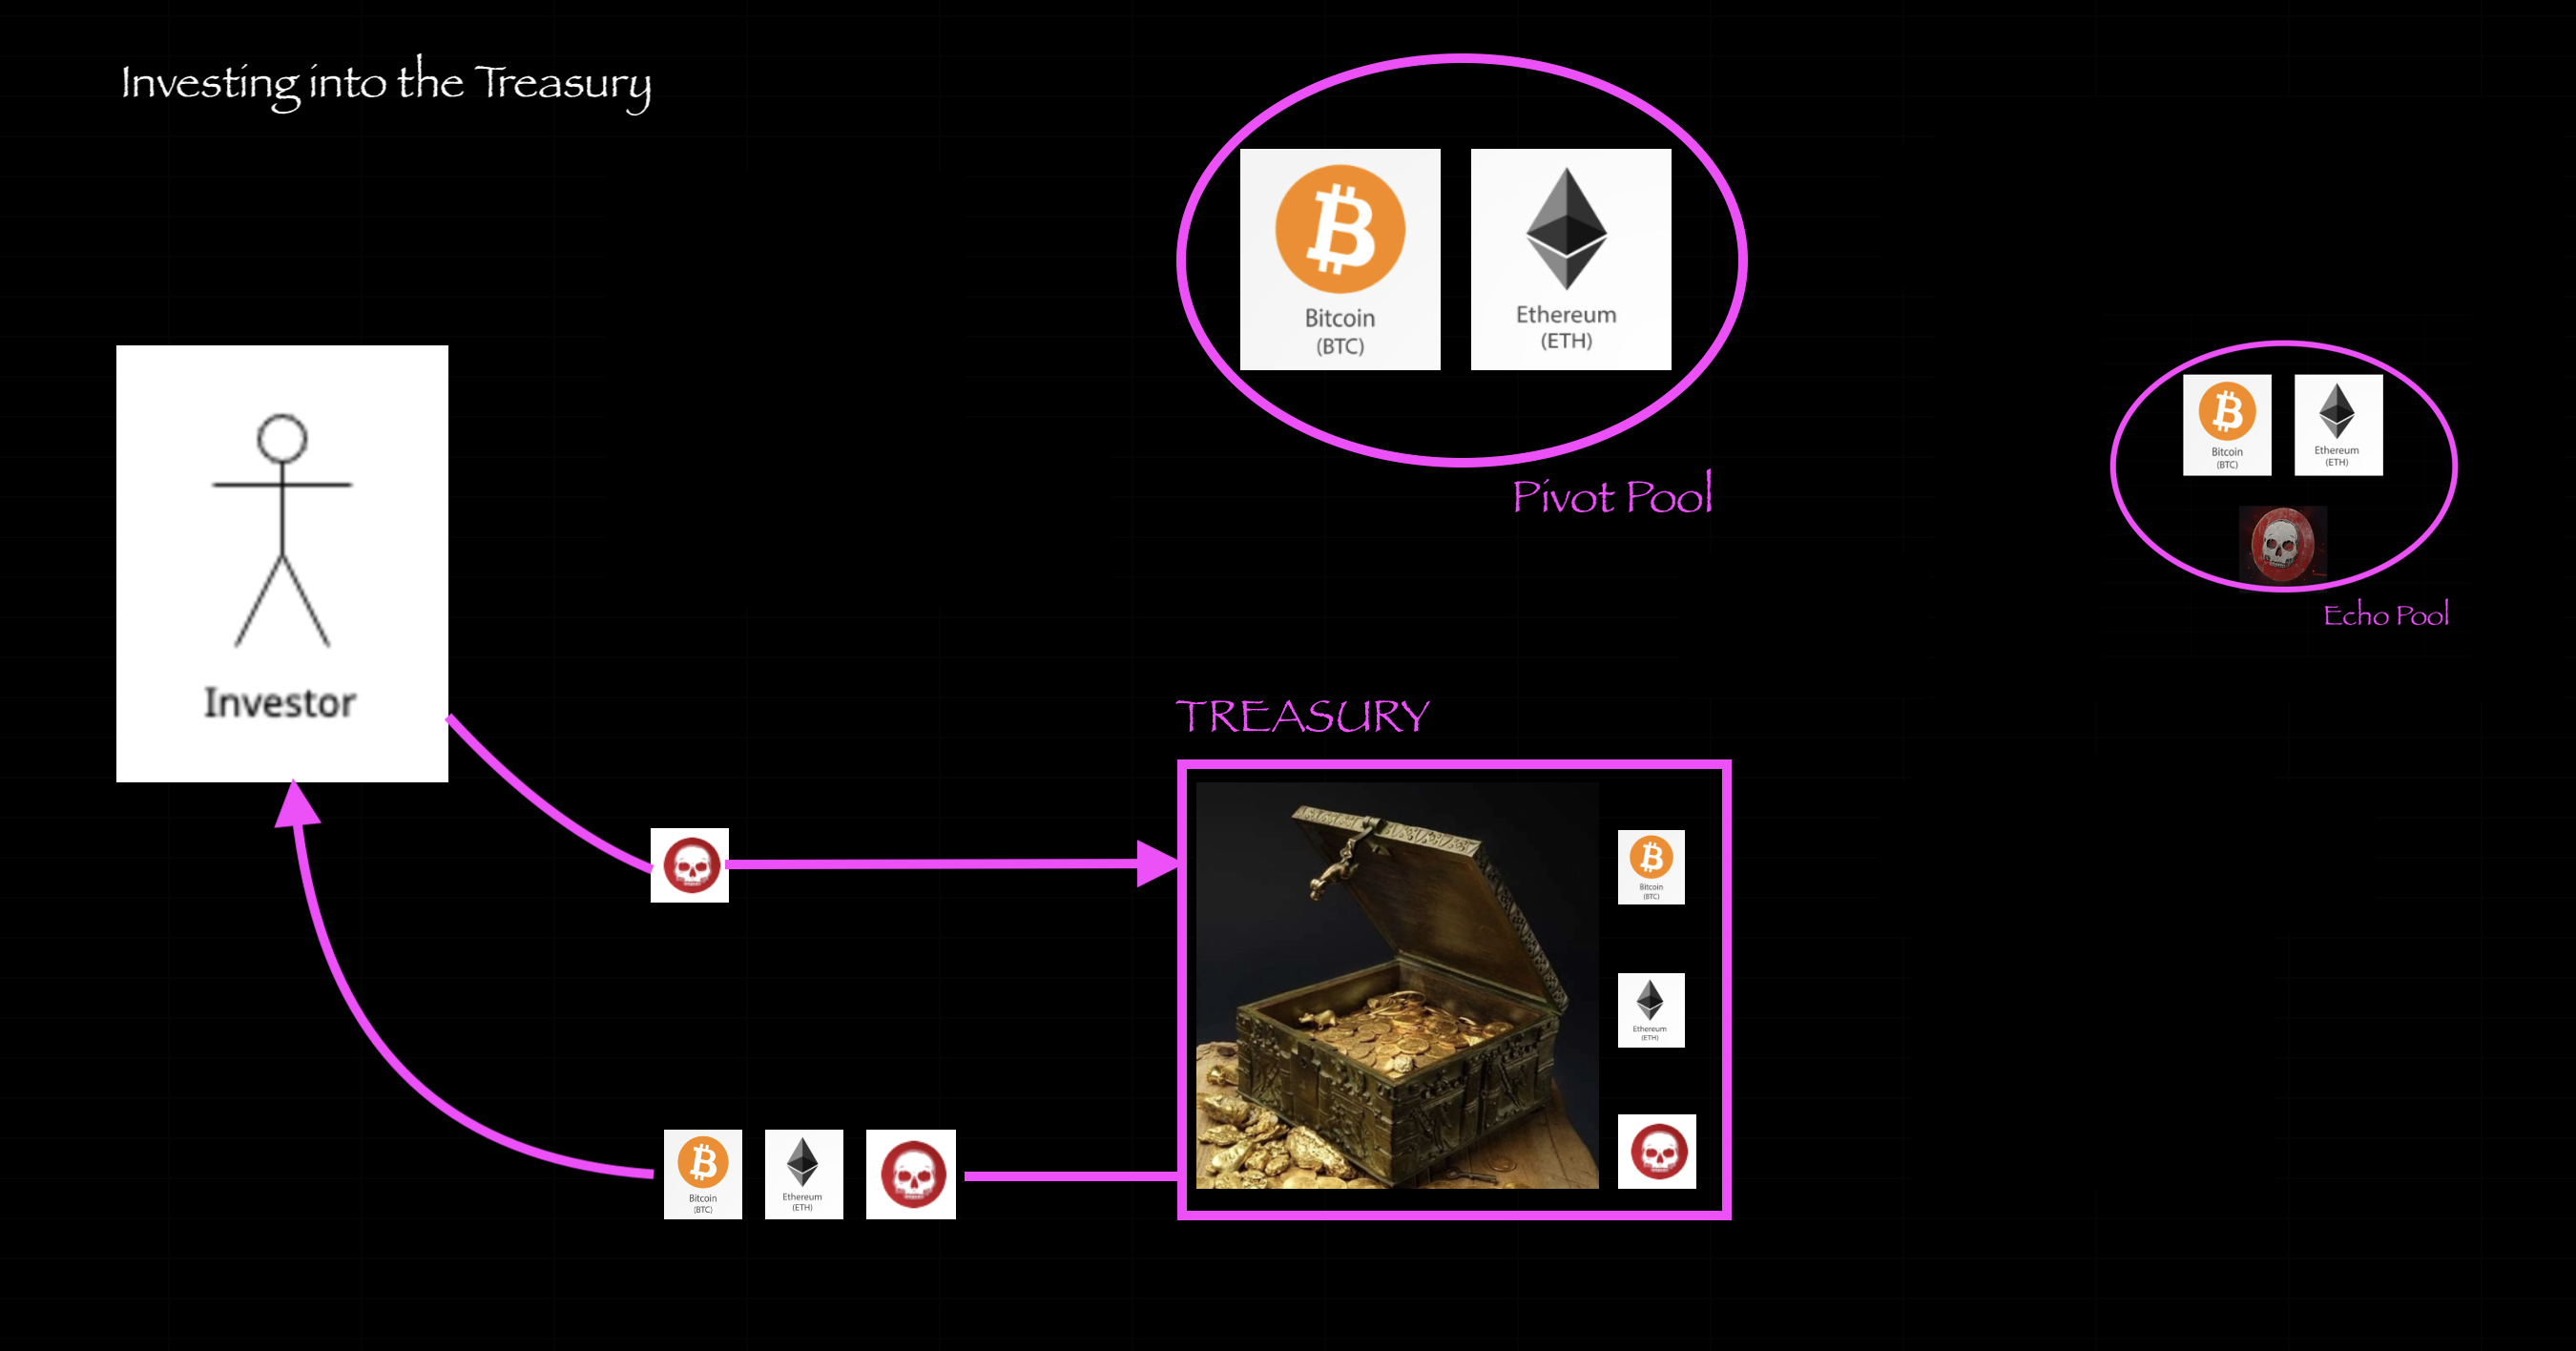 Investing into the Treasury
Bitcoin
(BTC)
Ethereum
(ETH)
Pivot Pool
Bitcoin
(BTC)
Ethereum
(ETH)
Echo Pool
Investor
TREASURY
Bitcoin
(BTC)
Ethereum
(ETH)
Bitcoin
(BTC)
Ethereum
(ETH)